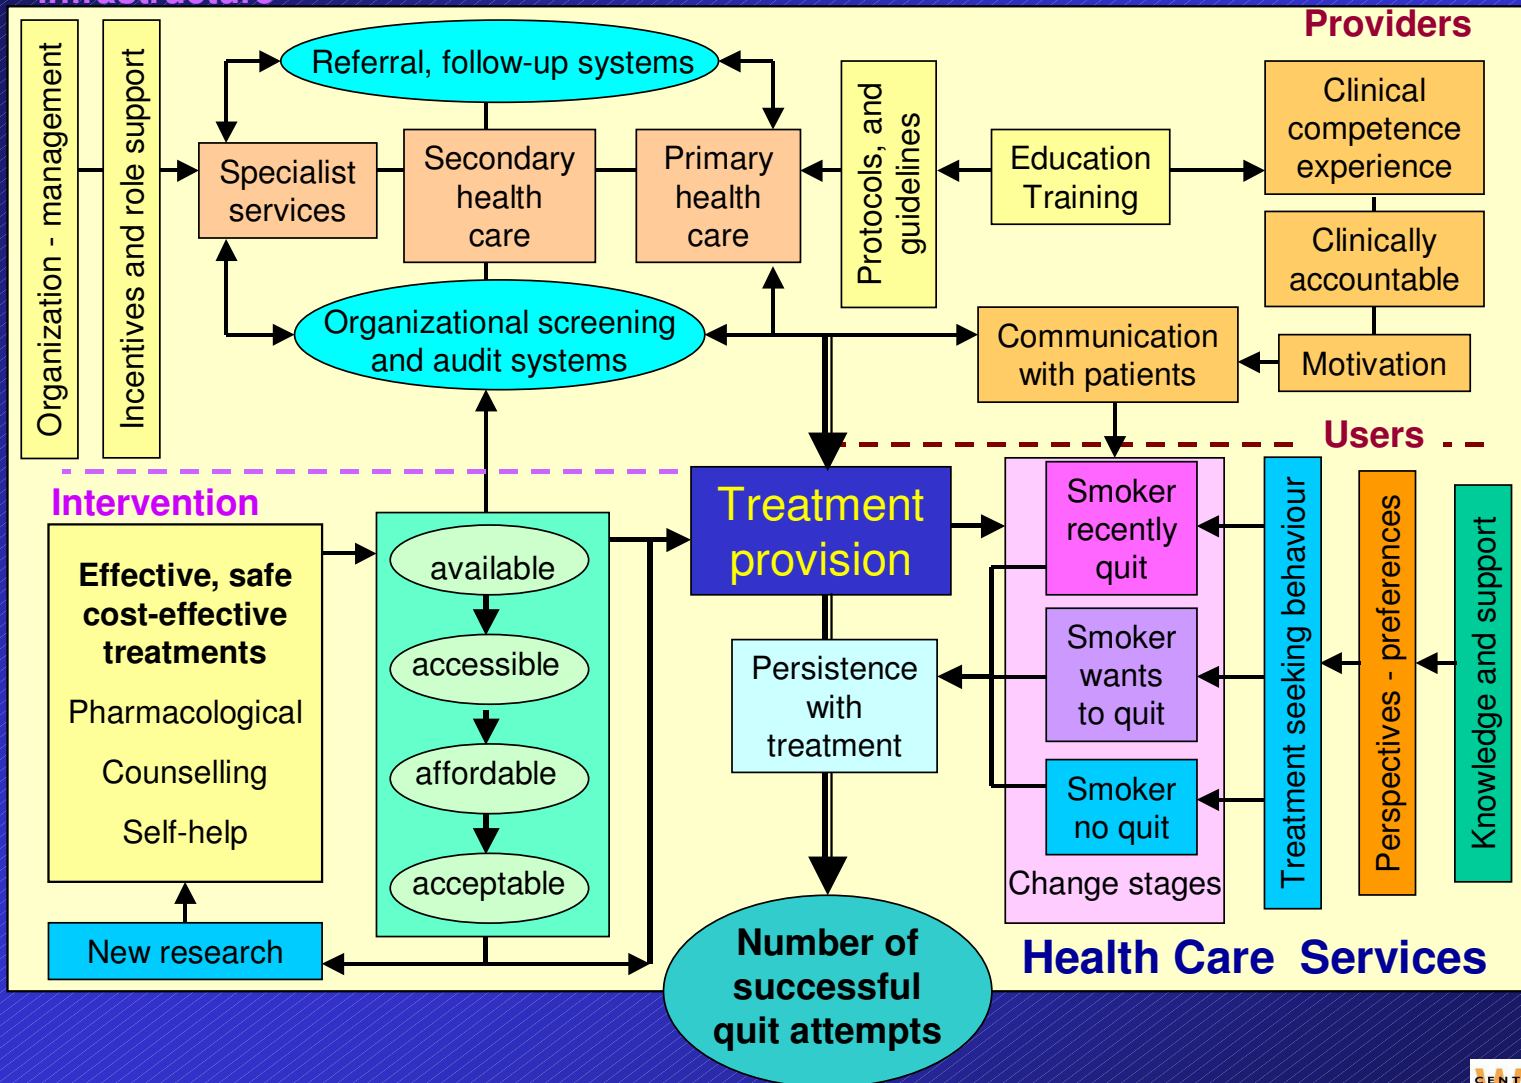 Infrastructure
Providers
Organization - management
Incentives and role support
Referral, follow-up systems
Specialist
services
Secondary
health
care
Primary
health
care
Protocols, and
guidelines
Education
Training
Clinical
competence
experience
Clinically
accountable
Motivation
Organizational screening
and audit systems
Communication
with patients
Users
Intervention
Effective, safe
cost-effective
treatments
Pharmacological
Counselling
Self-help
New research
available
accessible
affordable
acceptable
Treatment
provision
Persistence
with
treatment
Number of
successful
quit attempts
Smoker
recently
quit
Smoker
wants
to quit
Smoker
no quit
Change stages
Treatment seeking behaviour
Perspectives - preferences
Knowledge and support
Health Care Services